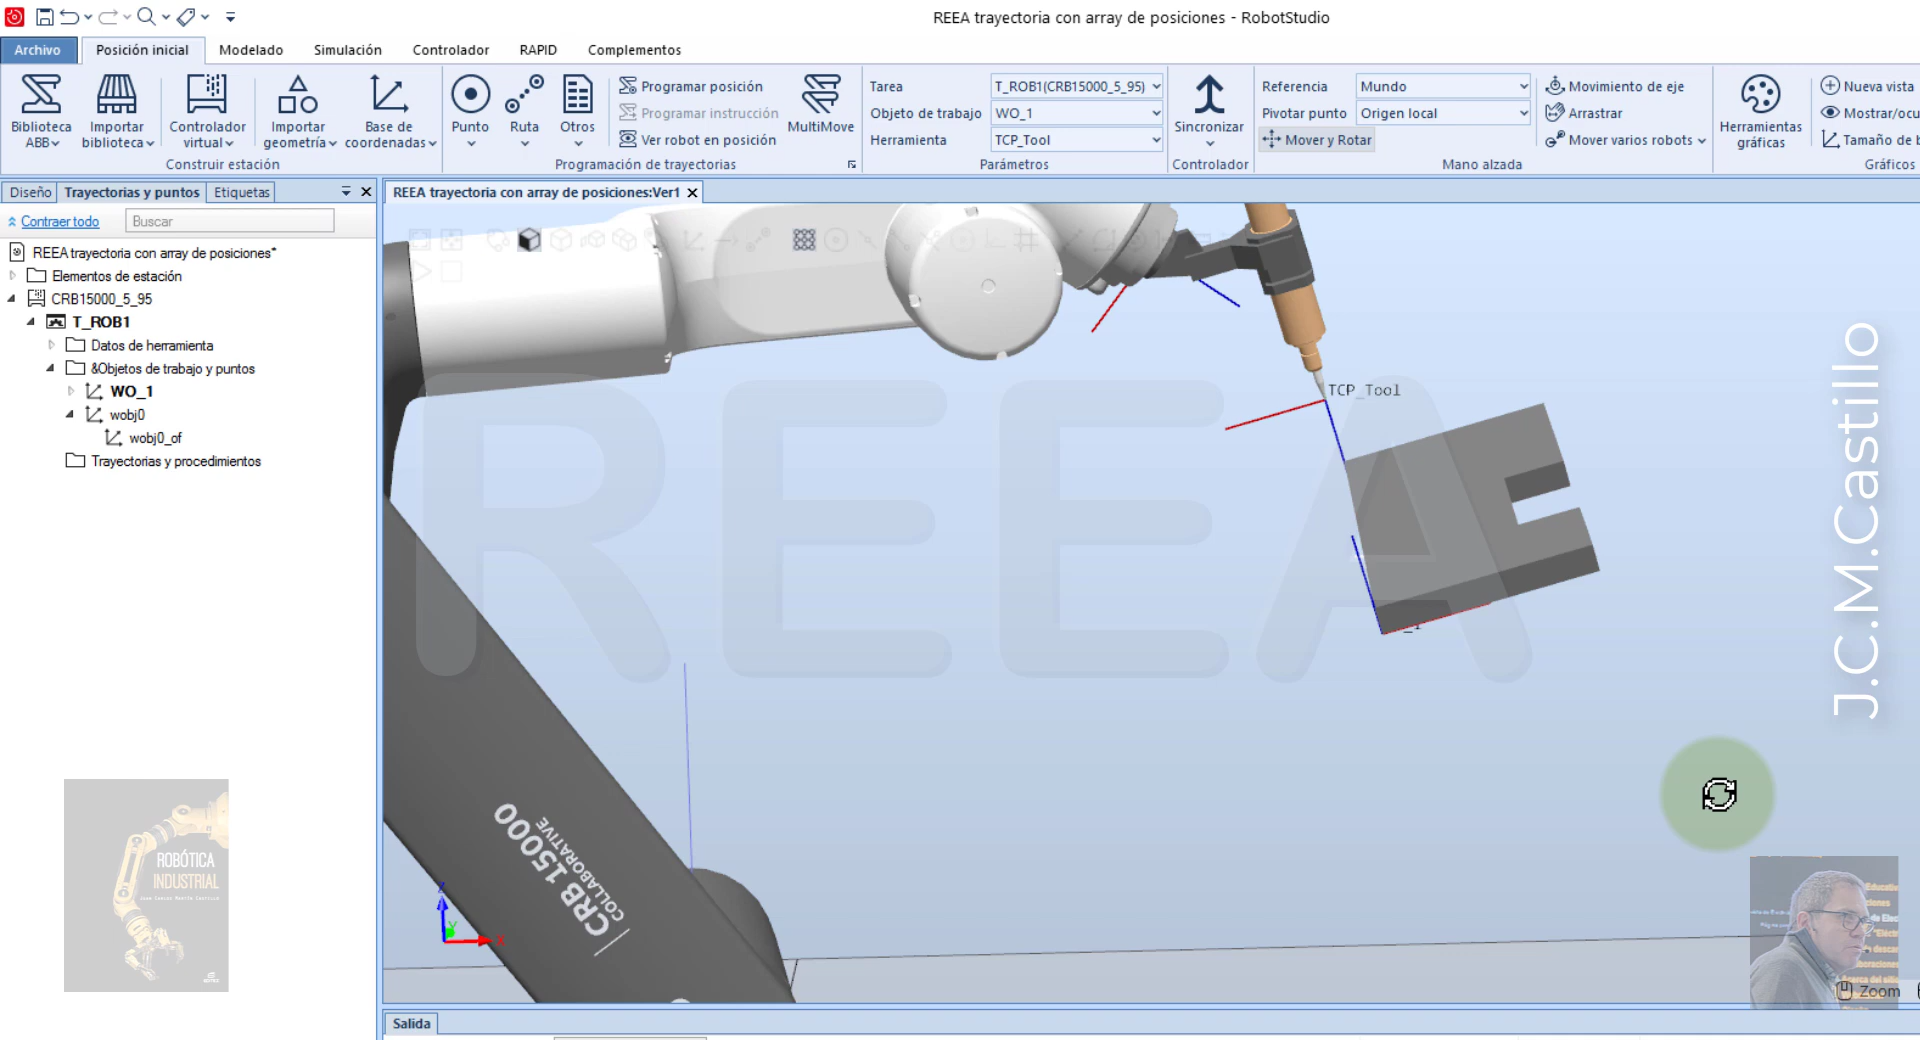 REEA trayectoria con array de posiciones - RobotStudio
Archivo
Posición inicial
Modelado
Simulación
Controlador
RAPID
Complementos
Biblioteca ABB
Importar biblioteca
Controlador virtual
Importar geometría
Base de coordenadas
Construir estación
Punto
Ruta
Otros
Programar posición
Programar instrucción
Ver robot en posición
MultiMove
Programación de trayectorias
Tarea
T_ROB1(CRB15000_5_95)
Objeto de trabajo
WO_1
Herramienta
TCP_Tool
Parámetros
Sincronizar
Controlador
Referencia
Mundo
Pivotar punto
Origen local
Mover y Rotar
Movimiento de eje
Arrastrar
Mover varios robots
Mano alzada
Herramientas gráficas
Nueva vista
Mostrar/ocu
Tamaño de b
Gráficos
Diseño
Trayectorias y puntos
Etiquetas
Contraer todo
Buscar
REEA trayectoria con array de posiciones*
Elementos de estación
CRB15000_5_95
T_ROB1
Datos de herramienta
&Objetos de trabajo y puntos
WO_1
wobj0
wobj0_of
Trayectorias y procedimientos
REEA trayectoria con array de posiciones:Ver1
TCP_Tool
REEA
J.C.M.Castillo
CRB 15000
COLLABORATIVE
Z
Y
X
ROBÓTICA
INDUSTRIAL
Zoom
Salida